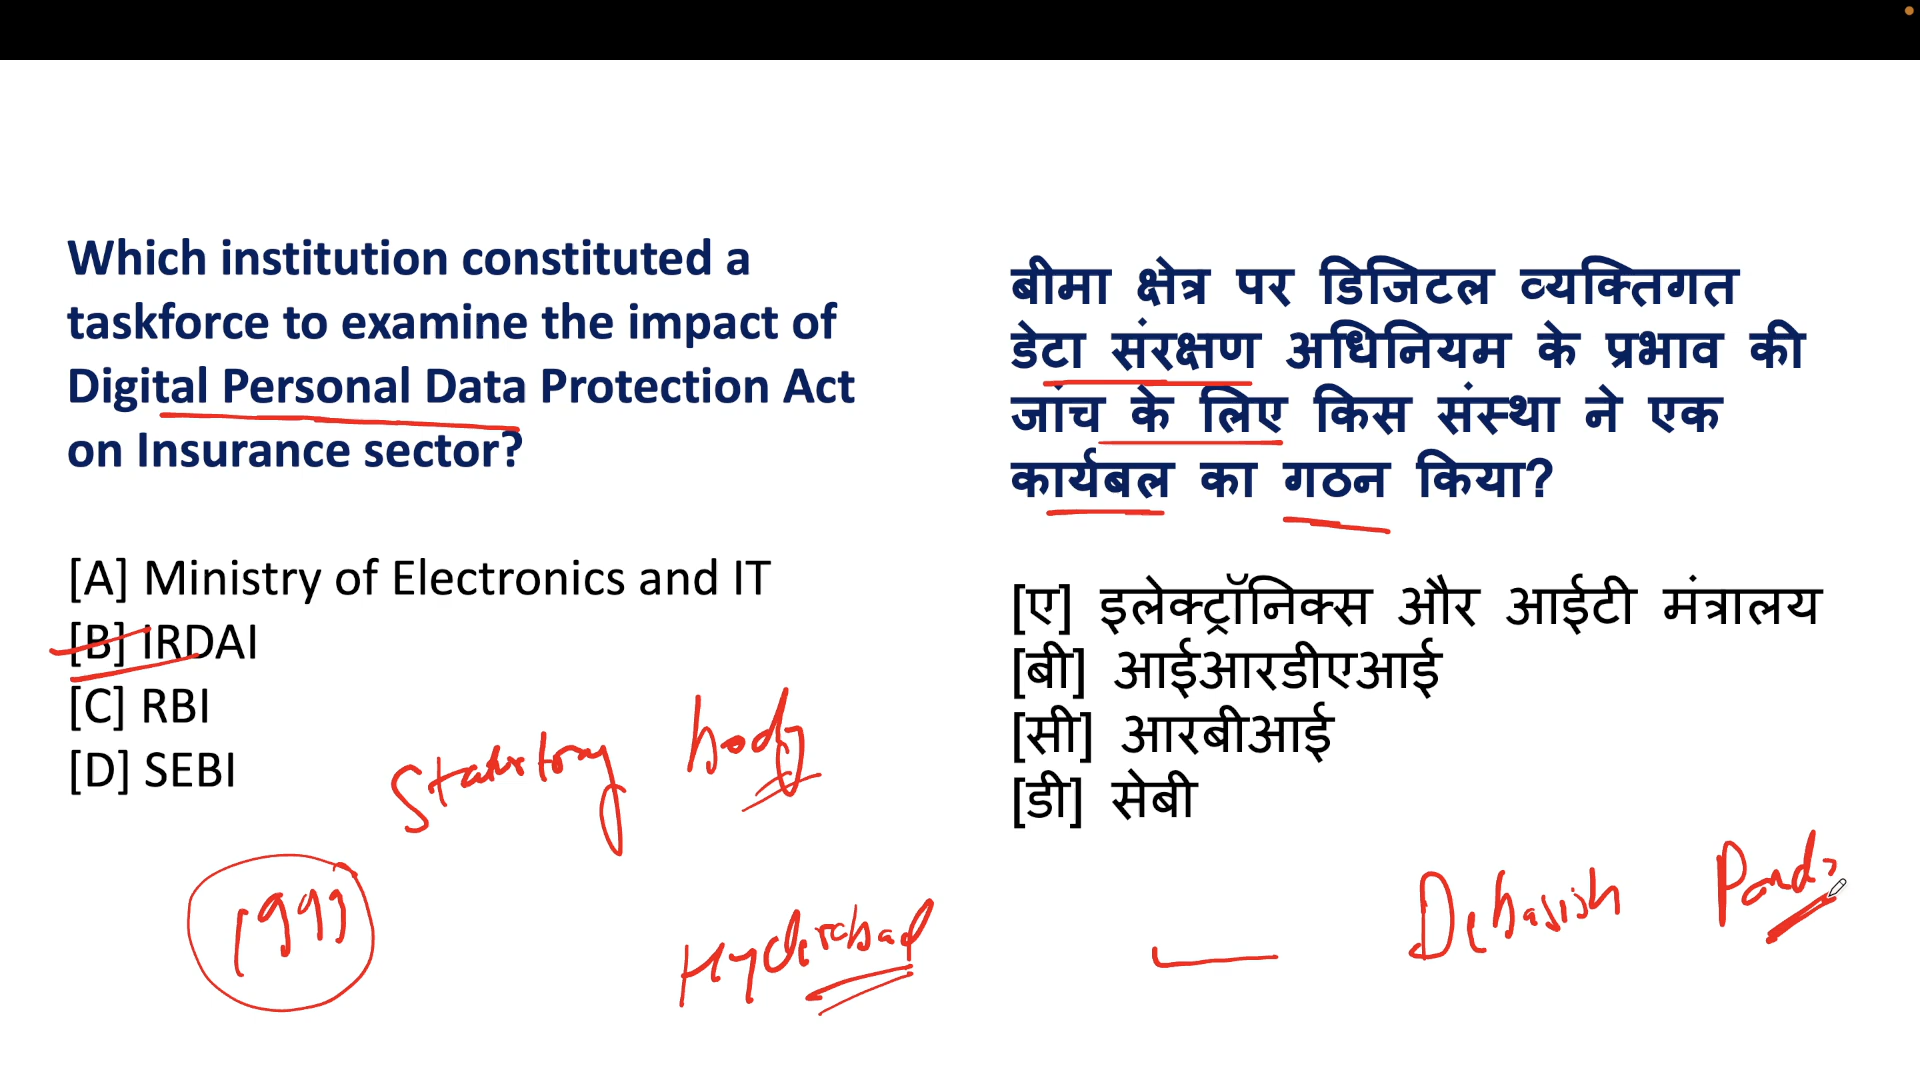 Which institution constituted a
taskforce to examine the impact of
Digital Personal Data Protection Act
on Insurance sector?
[A] Ministry of Electronics and IT
[B] IRDAI
[C] RBI
[D] SEBI
बीमा क्षेत्र पर डिजिटल व्यक्तिगत
डेटा संरक्षण अधिनियम के प्रभाव की
जांच के लिए किस संस्था ने एक
कार्यबल का गठन किया?
[ए] इलेक्ट्रॉनिक्स और आईटी मंत्रालय
[बी] आईआरडीएआई
[सी] आरबीआई
[डी] सेबी
Statutory body
1999
Hyderabad
Debasish Panda